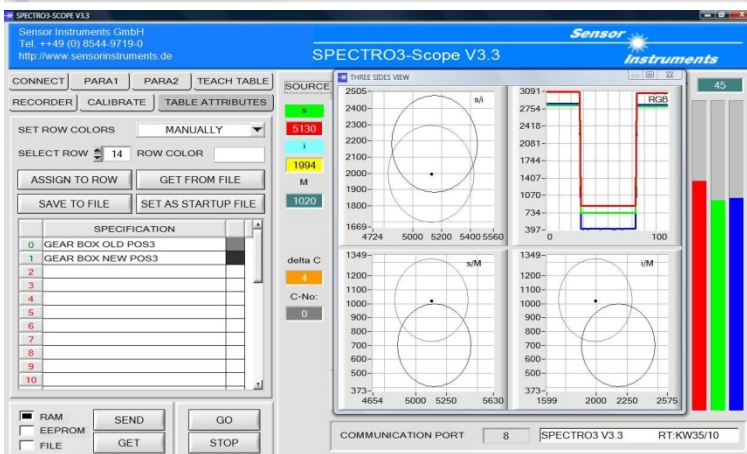 SPECTRO3-SCOPE V3.3
Sensor Instruments GmbH
Tel. ++49 (0) 8544-9719-0
http://www.sensorinstruments.de
SPECTRO3-Scope V3.3
Sensor
Instruments
CONNECT PARA1 PARA2 TEACH TABLE
RECORDER CALIBRATE TABLE ATTRIBUTES
SET ROW COLORS MANUALLY
SELECT ROW 14 ROW COLOR
ASSIGN TO ROW GET FROM FILE
SAVE TO FILE SET AS STARTUP FILE
SPECIFICATION
0 GEAR BOX OLD POS3
1 GEAR BOX NEW POS3
2
3
4
5
6
7
8
9
10
RAM
EEPROM
FILE
SEND GO
GET STOP
SOURCE
s
5130
i
1994
M
1020
delta C
4
C-No:
0
THREE SIDES VIEW
s/i
2505-
2400-
2300-
2200-
2100-
2000-
1900-
1800-
1669-
4724 5000 5200 5400 5560
RGB
3091-
2754-
2418-
2081-
1744-
1407-
1070-
734-
397-
0 100
s/M
1349-
1200-
1100-
1000-
900-
800-
700-
600-
500-
373-
4654 5000 5250 5630
i/M
1349-
1200-
1100-
1000-
900-
800-
700-
600-
500-
373-
1599 2000 2250 2575
45
COMMUNICATION PORT 8 SPECTRO3 V3.3 RT:KW35/10